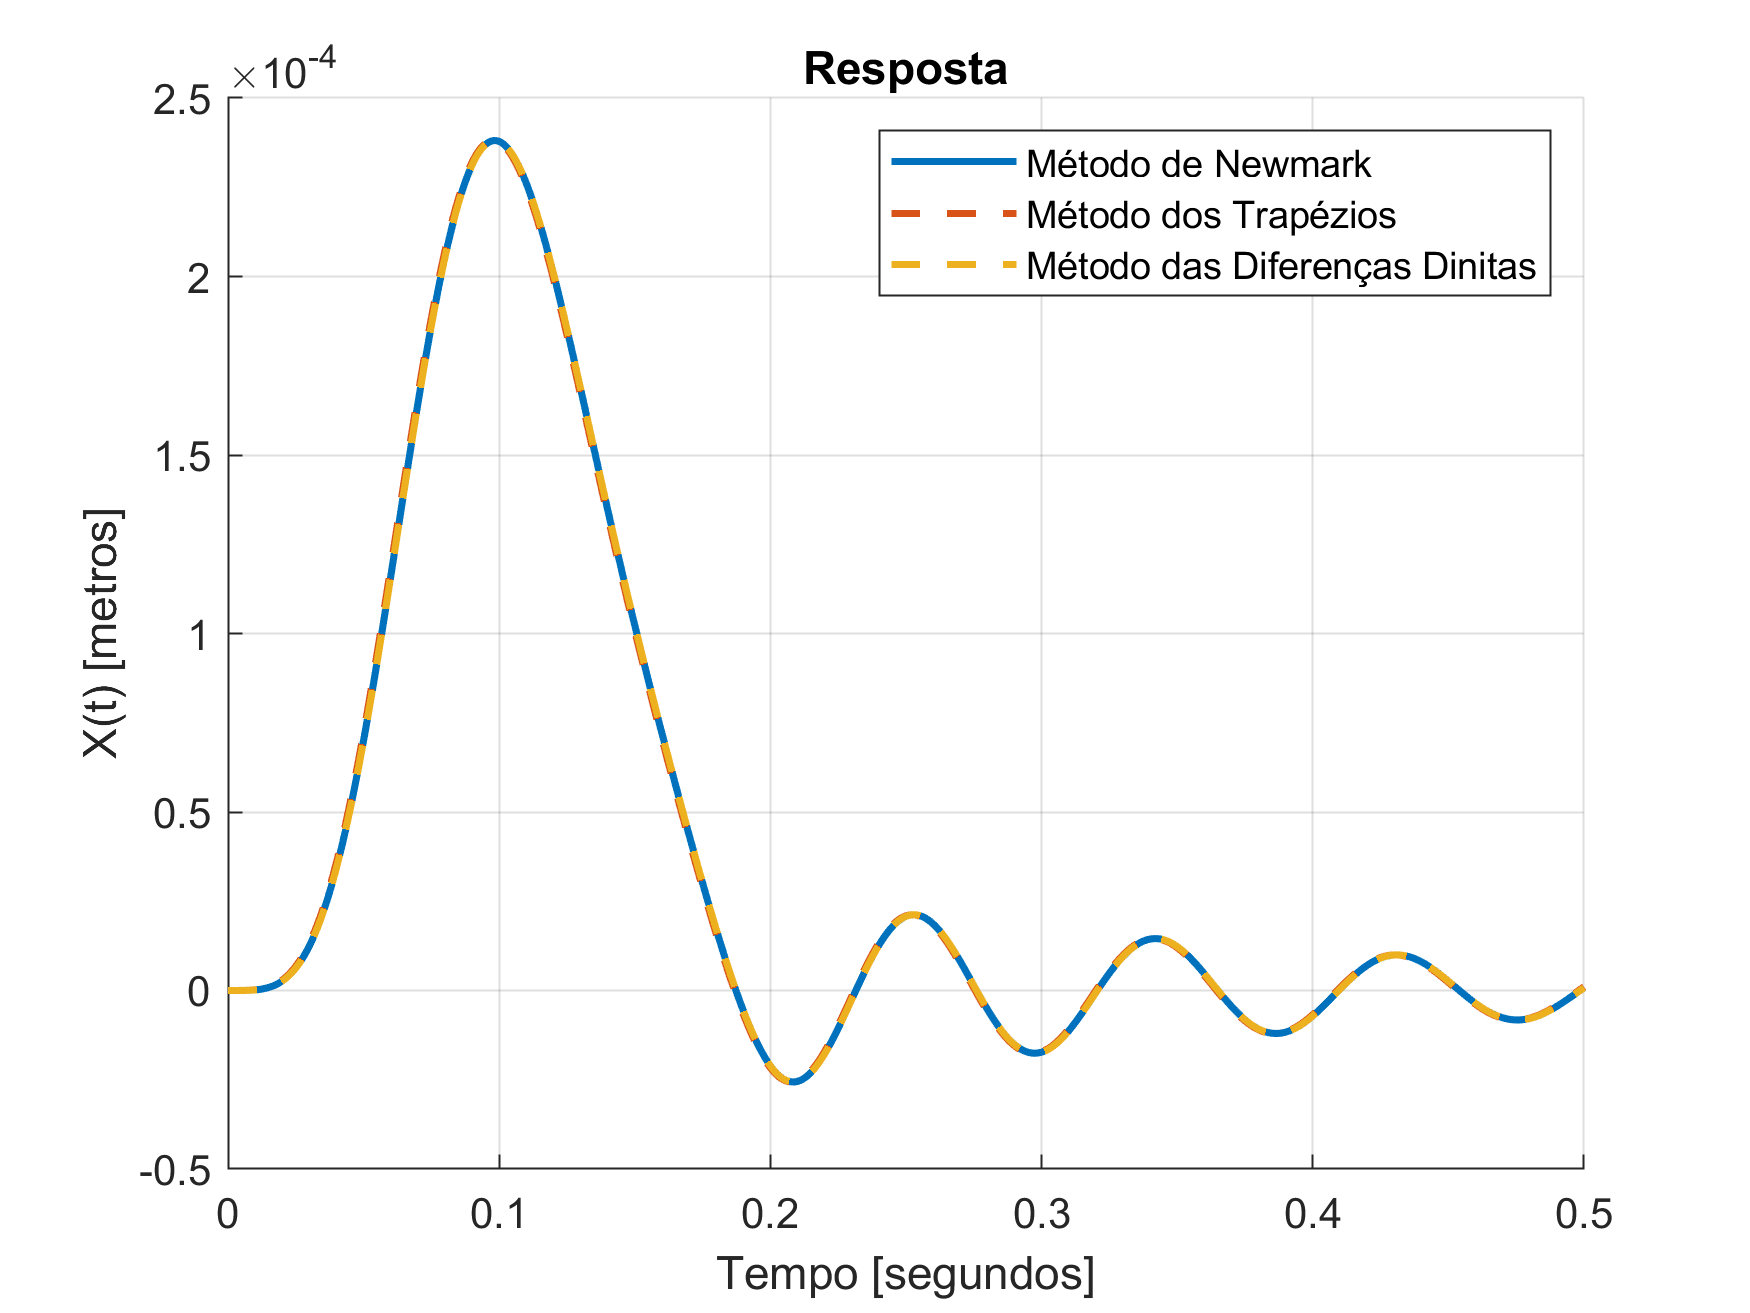 Resposta
×10-4
2.5
2
1.5
1
0.5
0
-0.5
X(t) [metros]
Método de Newmark
Método dos Trapézios
Método das Diferenças Dinitas
0 0.1 0.2 0.3 0.4 0.5
Tempo [segundos]